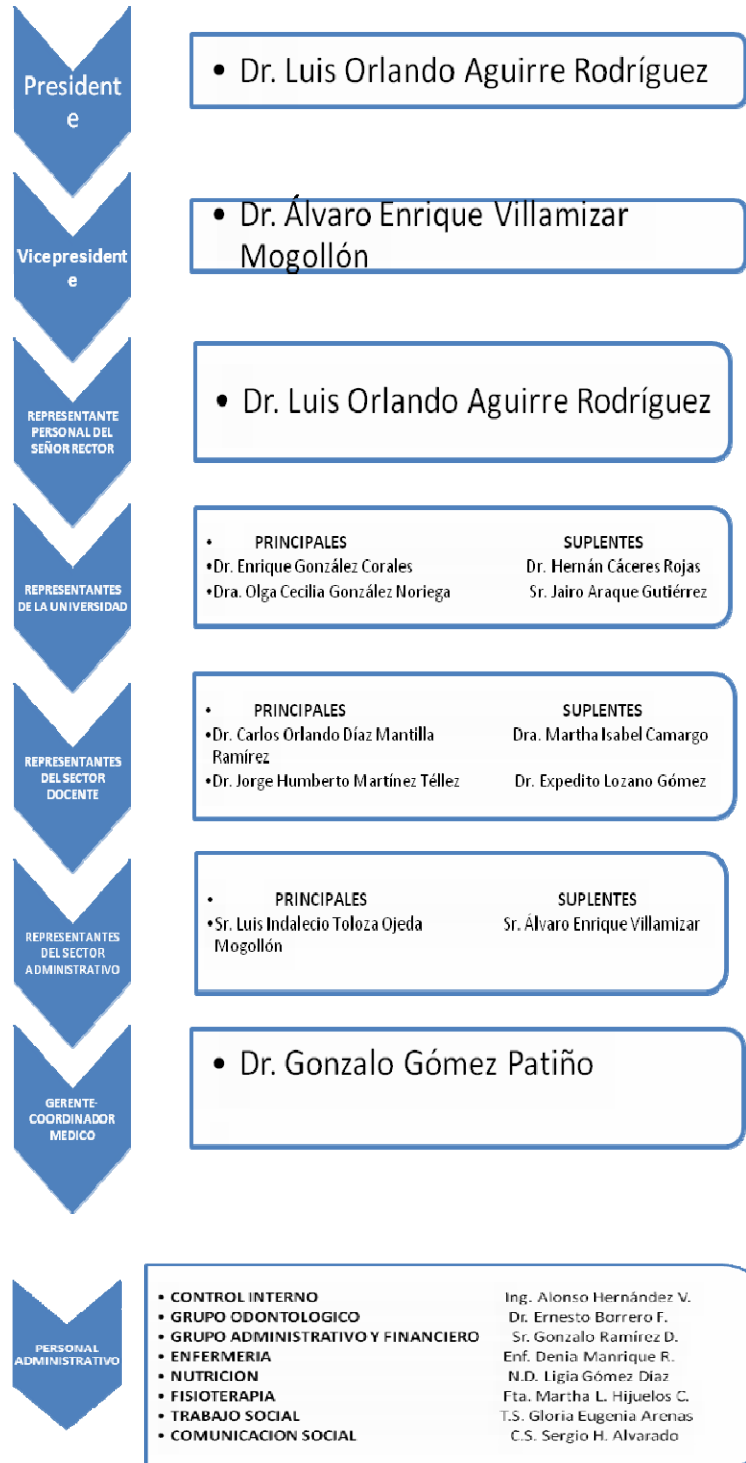 President
e
• Dr. Luis Orlando Aguirre Rodríguez
Vicepresident
e
• Dr. Álvaro Enrique Villamizar
Mogollón
REPRESENTANTE
PERSONAL DEL
SEÑOR RECTOR
• Dr. Luis Orlando Aguirre Rodríguez
REPRESENTANTES
DE LA UNIVERSIDAD
• PRINCIPALES SUPLENTES
•Dr. Enrique González Corales Dr. Hernán Cáceres Rojas
•Dra. Olga Cecilia González Noriega Sr. Jairo Araque Gutiérrez
REPRESENTANTES
DEL SECTOR
DOCENTE
• PRINCIPALES SUPLENTES
•Dr. Carlos Orlando Díaz Mantilla Dra. Martha Isabel Camargo
Ramírez
•Dr. Jorge Humberto Martínez Téllez Dr. Expedito Lozano Gómez
REPRESENTANTES
DEL SECTOR
ADMINISTRATIVO
• PRINCIPALES SUPLENTES
•Sr. Luis Indalecio Toloza Ojeda Sr. Álvaro Enrique Villamizar
Mogollón
GERENTE-
COORDINADOR
MEDICO
• Dr. Gonzalo Gómez Patiño
PERSONAL
ADMINISTRATIVO
• CONTROL INTERNO Ing. Alonso Hernández V.
• GRUPO ODONTOLOGICO Dr. Ernesto Borrero F.
• GRUPO ADMINISTRATIVO Y FINANCIERO Sr. Gonzalo Ramírez D.
• ENFERMERIA Enf. Denia Manrique R.
• NUTRICION N.D. Ligia Gómez Diaz
• FISIOTERAPIA Fta. Martha L. Hijuelos C.
• TRABAJO SOCIAL T.S. Gloria Eugenia Arenas
• COMUNICACION SOCIAL C.S. Sergio H. Alvarado